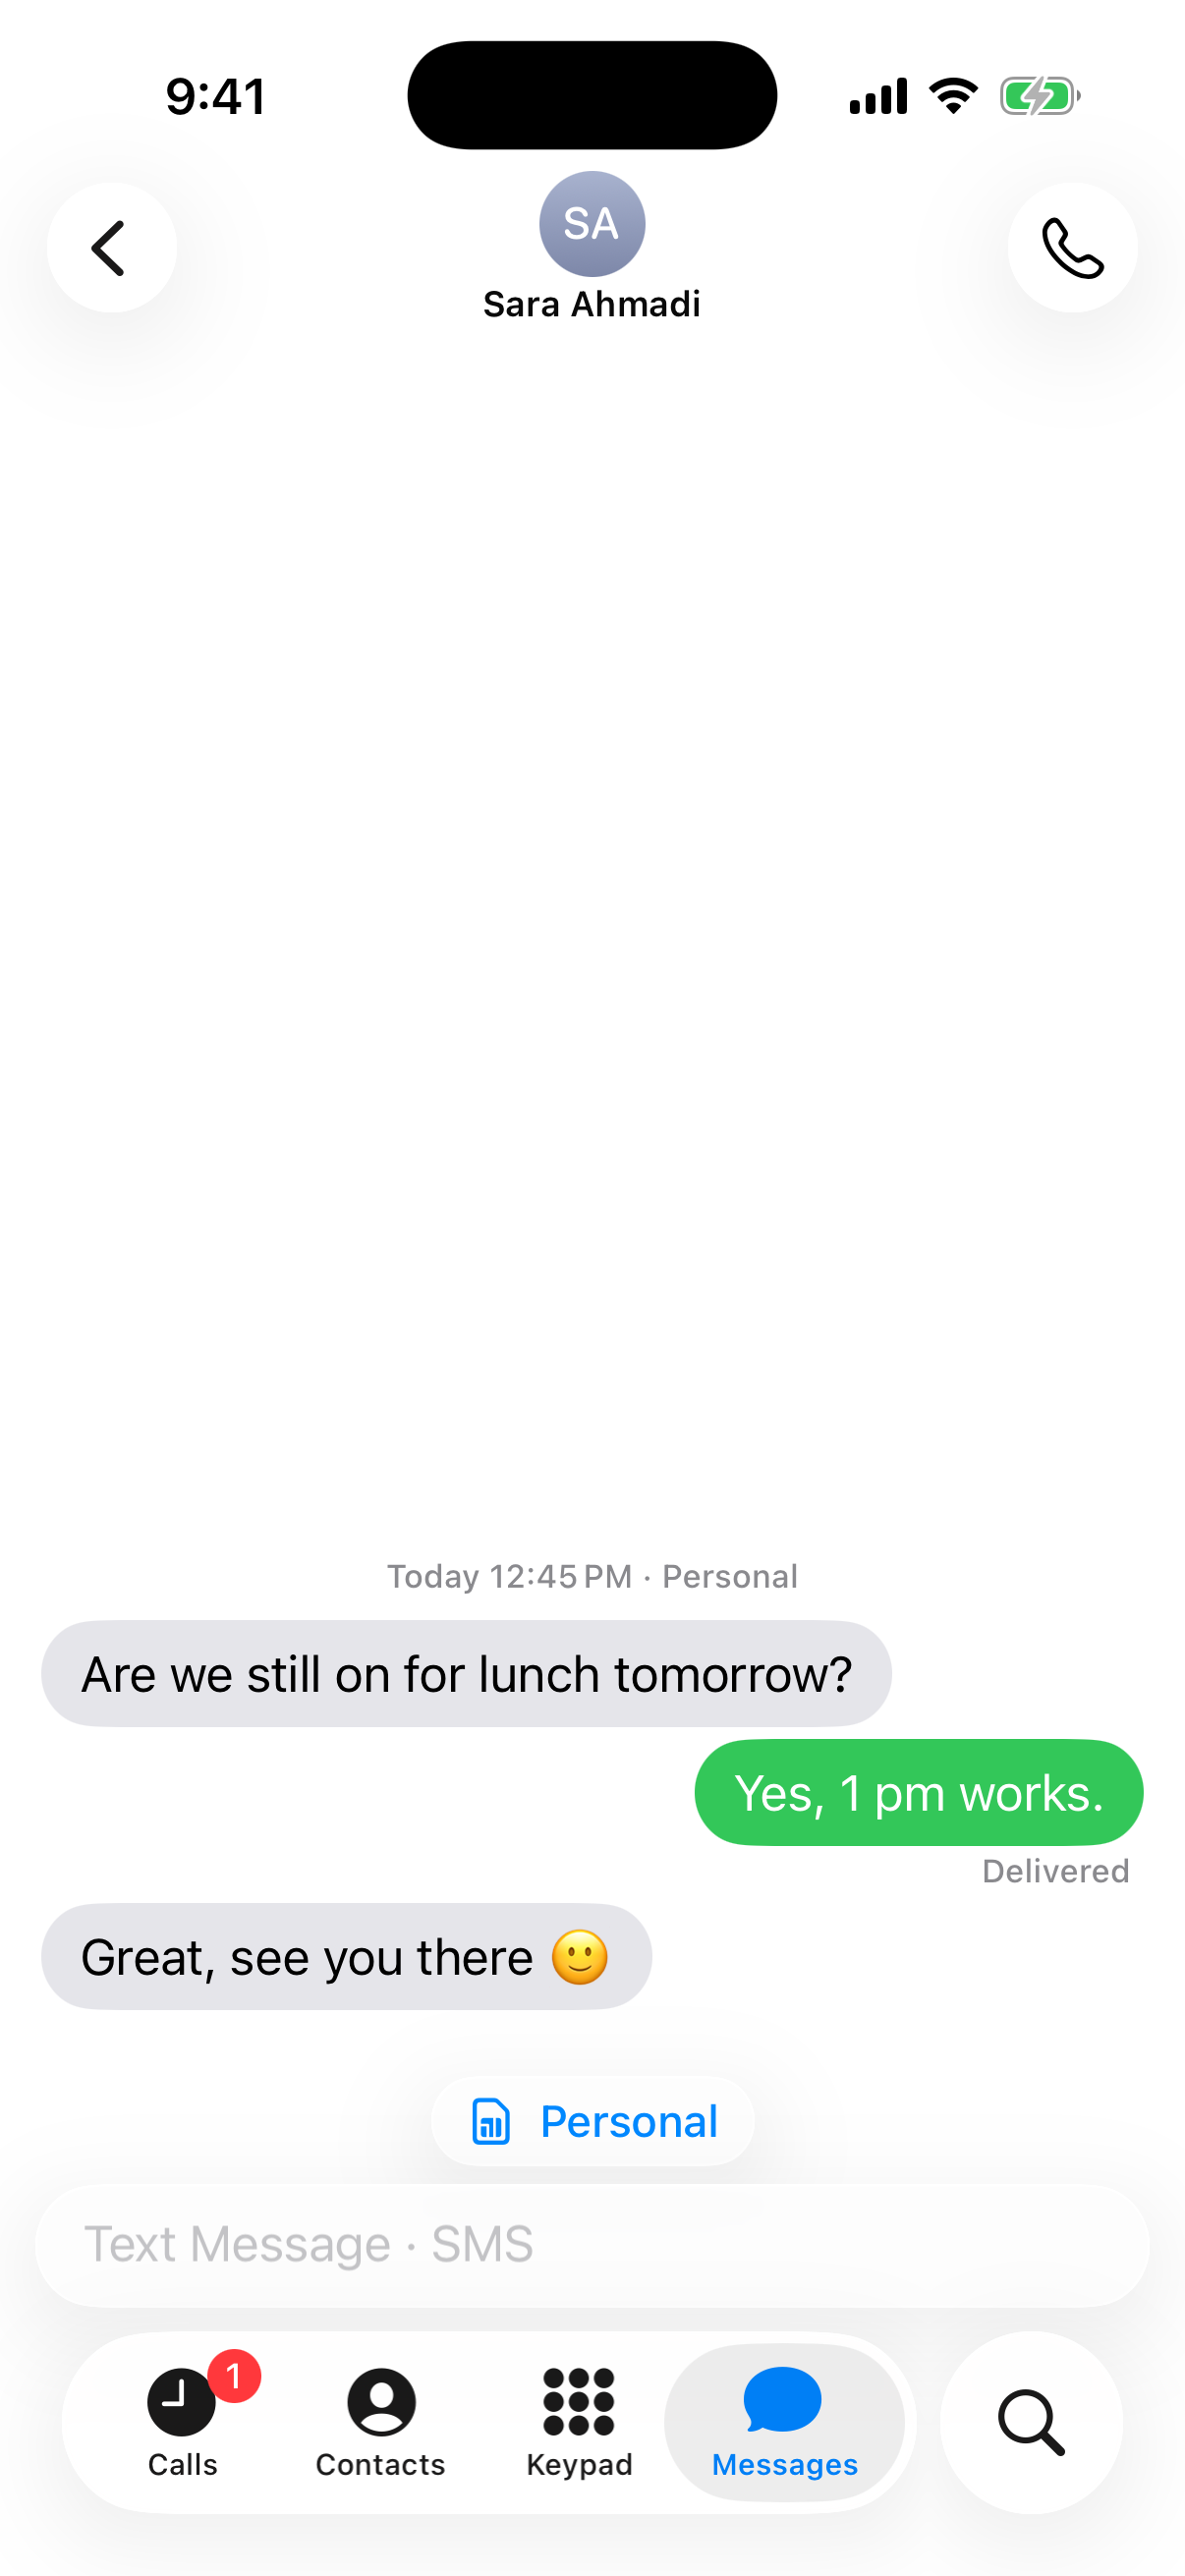 9:41
SA
Sara Ahmadi
Today 12:45 PM · Personal
Are we still on for lunch tomorrow?
Yes, 1 pm works.
Delivered
Great, see you there 🙂
Personal
Text Message · SMS
1
Calls
Contacts
Keypad
Messages